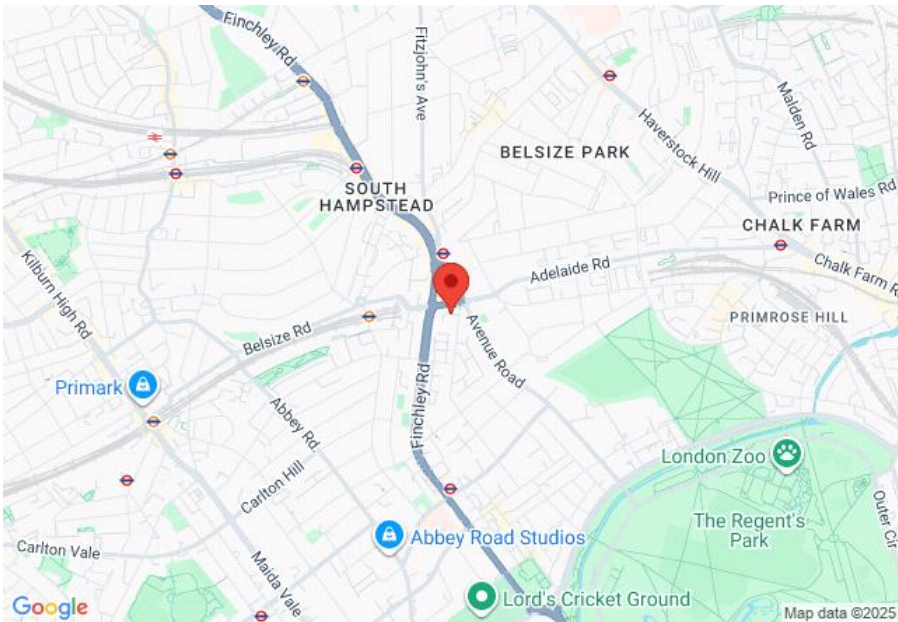 Finchley Rd
Fitzjohn's Ave
Haverstock Hill
Malden Rd
BELSIZE PARK
SOUTH
HAMPSTEAD
Prince of Wales Rd
CHALK FARM
Adelaide Rd
Chalk Farm R
Kilburn High Rd
Belsize Rd
Avenue Road
PRIMROSE HILL
Primark
Finchley Rd
Abbey Rd.
London Zoo
Carlton Hill
Outer Cir
The Regent's
Park
Abbey Road Studios
Carlton Vale
Maida Vale
Lord's Cricket Ground
Google
Map data ©2025